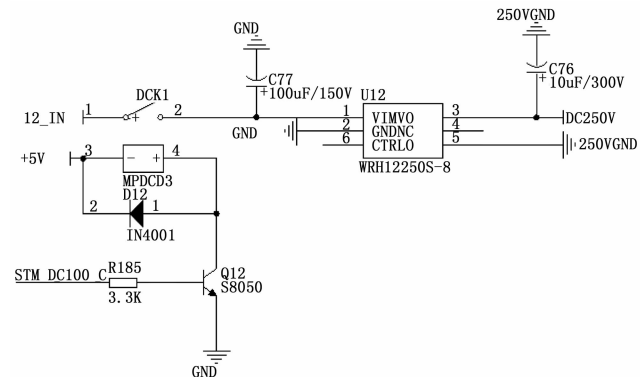 250VGND
GND
C77
+100uF/150V
C76
+10uF/300V
DCK1
U12
12_IN
1
2
1
VIMVO
3
DC250V
GND
2
GNDNC
4
6
CTRLO
5
250VGND
WRH12250S-8
+5V
3
- +
4
MPDCD3
D12
2
1
IN4001
STM_DC100_C
R185
3.3K
Q12
S8050
GND